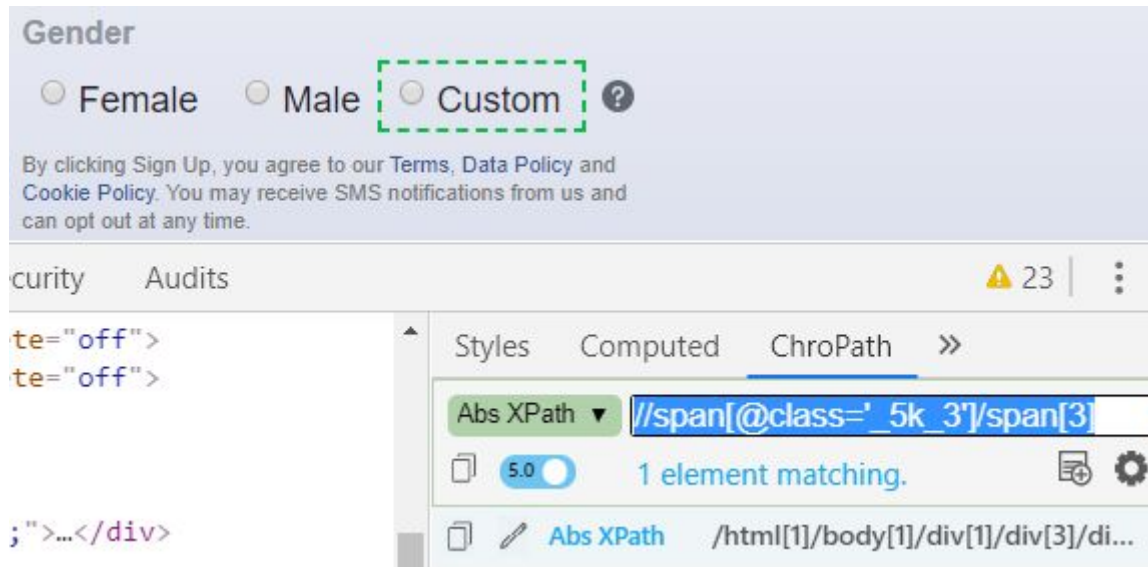 Gender
Female Male Custom ?
By clicking Sign Up, you agree to our Terms, Data Policy and
Cookie Policy. You may receive SMS notifications from us and
can opt out at any time.
curity Audits 23
te="off">
te="off">
;">…</div>
Styles Computed ChroPath »
Abs XPath ▼ //span[@class='_5k_3']/span[3]
5.0 1 element matching.
Abs XPath /html[1]/body[1]/div[1]/div[3]/di...